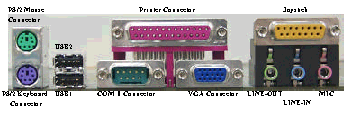 PS/2 Mouse
Connector
Printer Connector
Joystick
USB2
PS/2 Keyboard
Connector
USB1
COM 1 Connector
VGA Connector
LINE-OUT
LINE-IN
MIC